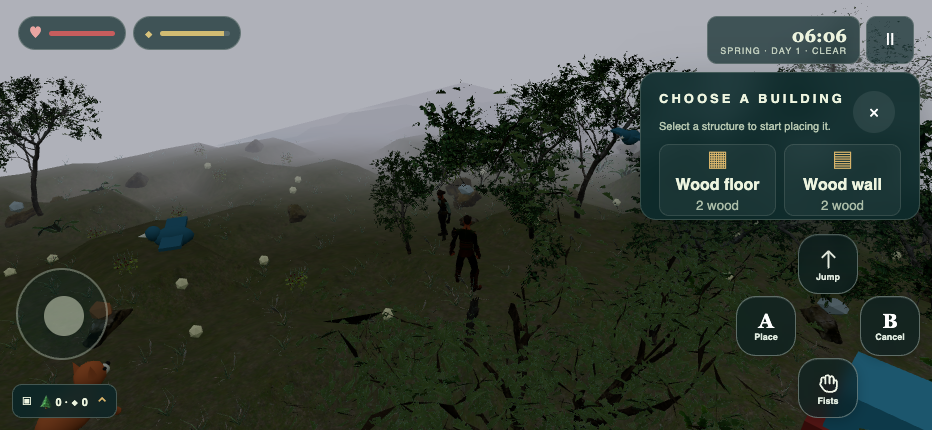 06:06
SPRING · DAY 1 · CLEAR
CHOOSE A BUILDING
Select a structure to start placing it.
Wood floor
2 wood
Wood wall
2 wood
Jump
A
Place
B
Cancel
Fists
0 · ◆ 0